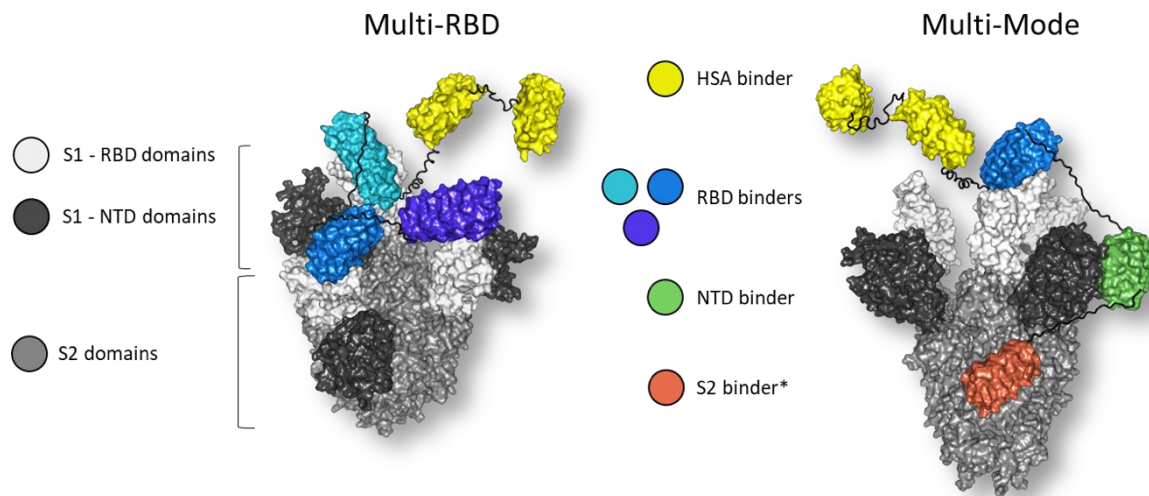 Multi-RBD
Multi-Mode
S1 - RBD domains
S1 - NTD domains
S2 domains
HSA binder
RBD binders
NTD binder
S2 binder*